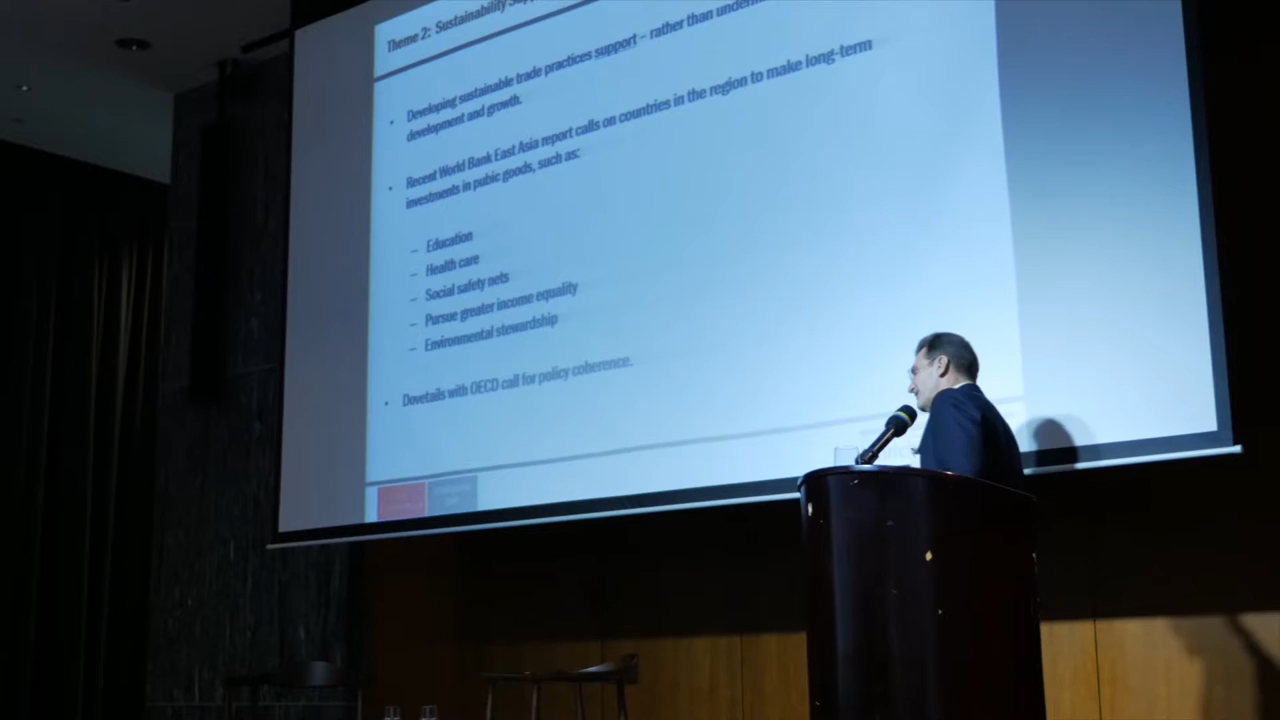 Theme 2: Sustainability
Developing sustainable trade practices support – rather than
development and growth.
Recent World Bank East Asia report calls on countries in the region to make long-term
investments in pubic goods, such as:
– Education
– Health care
– Social safety nets
– Pursue greater income equality
– Environmental stewardship
Dovetails with OECD call for policy coherence.